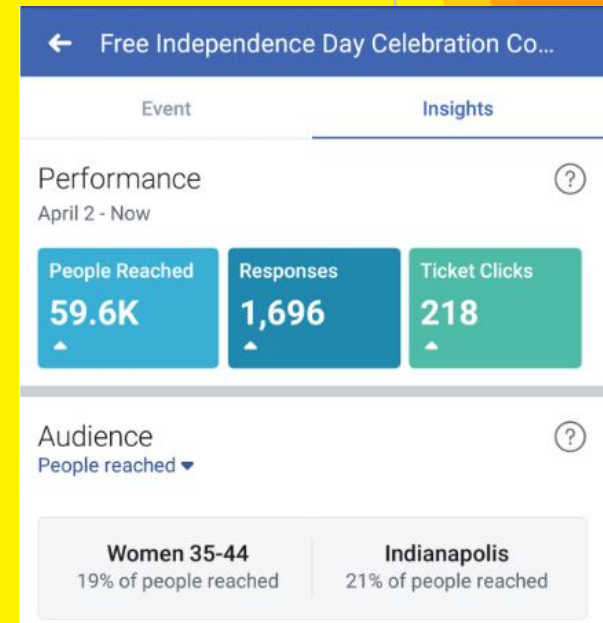 Free Independence Day Celebration Co...
Event Insights
Performance ?
April 2 - Now
People Reached Responses Ticket Clicks
59.6K 1,696 218
Audience ?
People reached
Women 35-44 Indianapolis
19% of people reached 21% of people reached